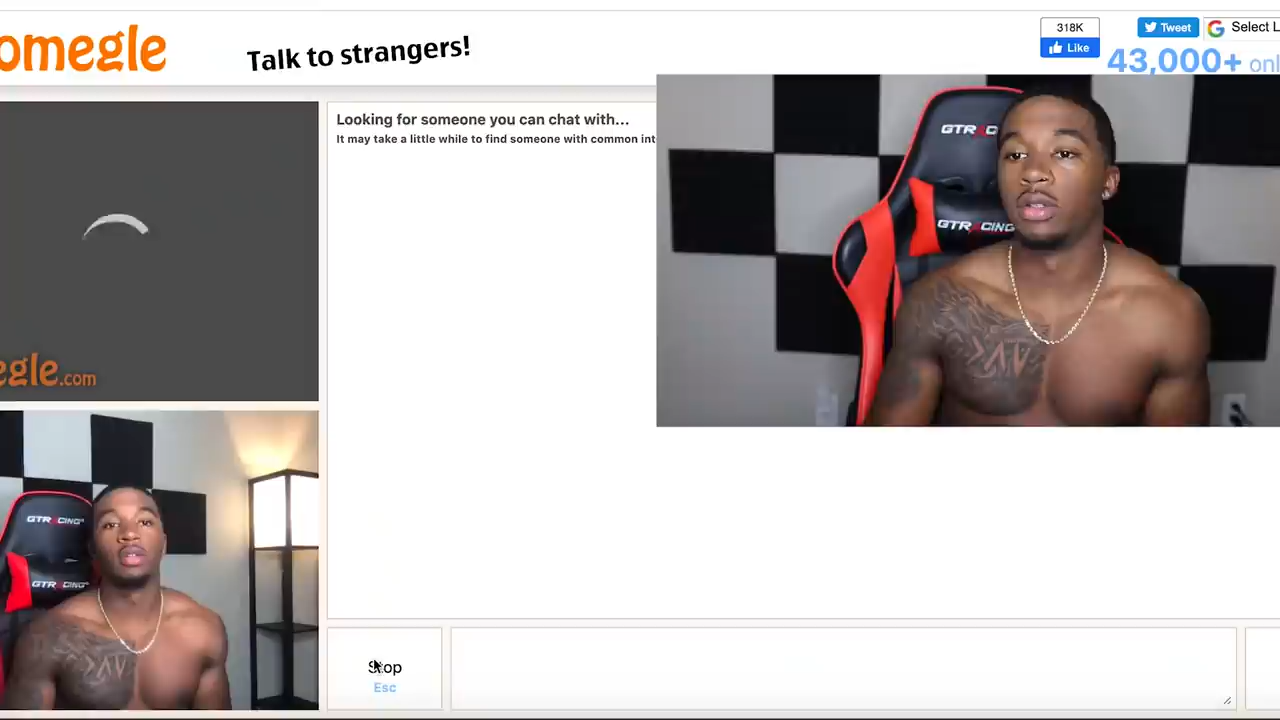 omegle
Talk to strangers!
318K
Like
Tweet
Select L
43,000+ onl
Looking for someone you can chat with...
It may take a little while to find someone with common int
GTR
GTRACING
egle.com
GTRACING
GTRACING
Stop
Esc